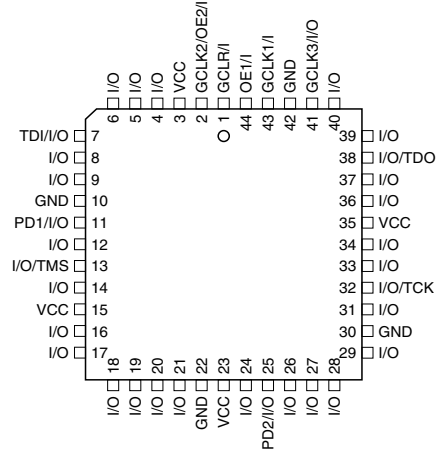 I/O
I/O
I/O
VCC
GCLK2/OE2/I
GCLR/I
OE1/I
GCLK1/I
GND
GCLK3/I/O
I/O
6
5
4
3
2
1
44
43
42
41
40
TDI/I/O 7
I/O 8
I/O 9
GND 10
PD1/I/O 11
I/O 12
I/O/TMS 13
I/O 14
VCC 15
I/O 16
I/O 17
39 I/O
38 I/O/TDO
37 I/O
36 I/O
35 VCC
34 I/O
33 I/O
32 I/O/TCK
31 I/O
30 GND
29 I/O
18
19
20
21
22
23
24
25
26
27
28
I/O
I/O
I/O
I/O
GND
VCC
I/O
PD2/I/O
I/O
I/O
I/O